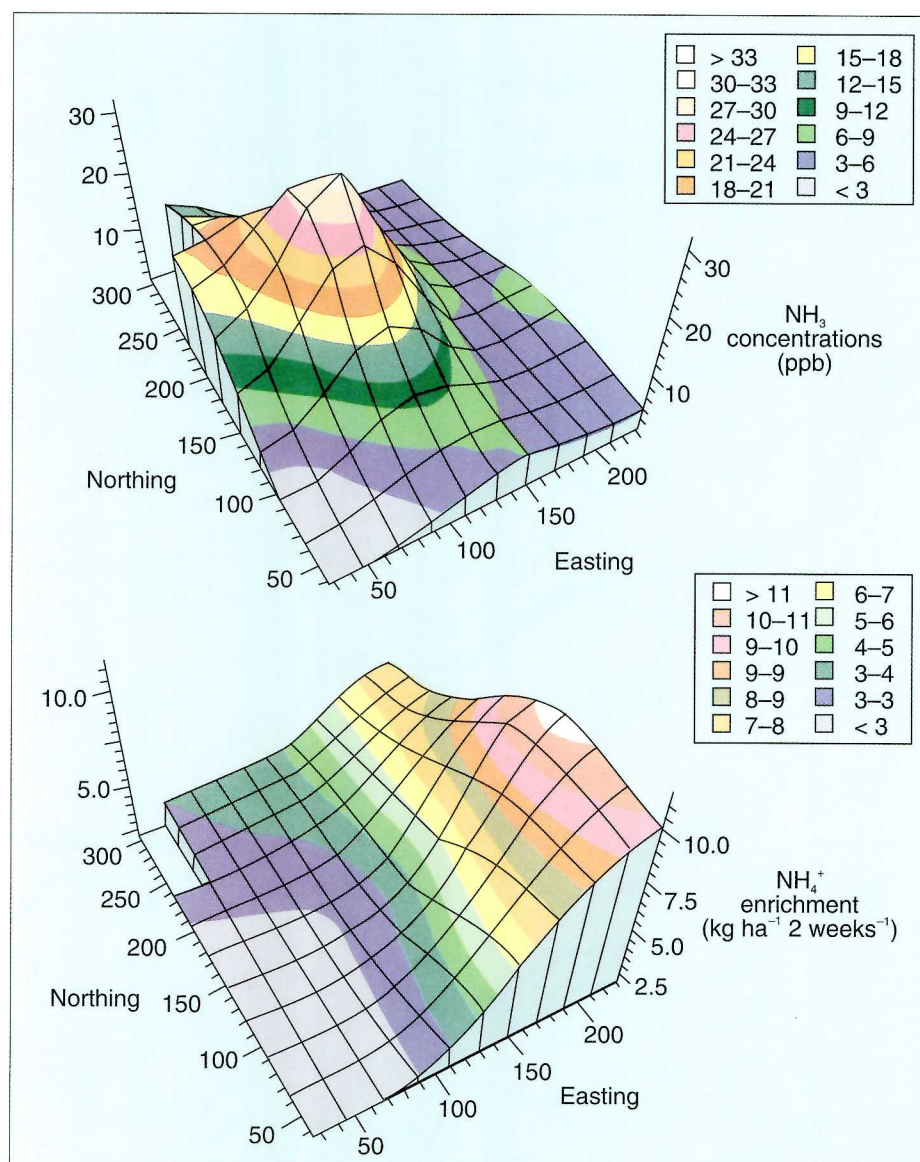 > 33 15–18
30–33 12–15
27–30 9–12
24–27 6–9
21–24 3–6
18–21 < 3
30
20
10
300
250
200
150
100
50
Northing
50
100
150
200
Easting
30
20
10
NH₃
concentrations
(ppb)
> 11 6–7
10–11 5–6
9–10 4–5
9–9 3–4
8–9 3–3
7–8 < 3
10.0
5.0
300
250
200
150
100
50
Northing
50
100
150
200
Easting
10.0
7.5
5.0
2.5
NH₄⁺
enrichment
(kg ha⁻¹ 2 weeks⁻¹)